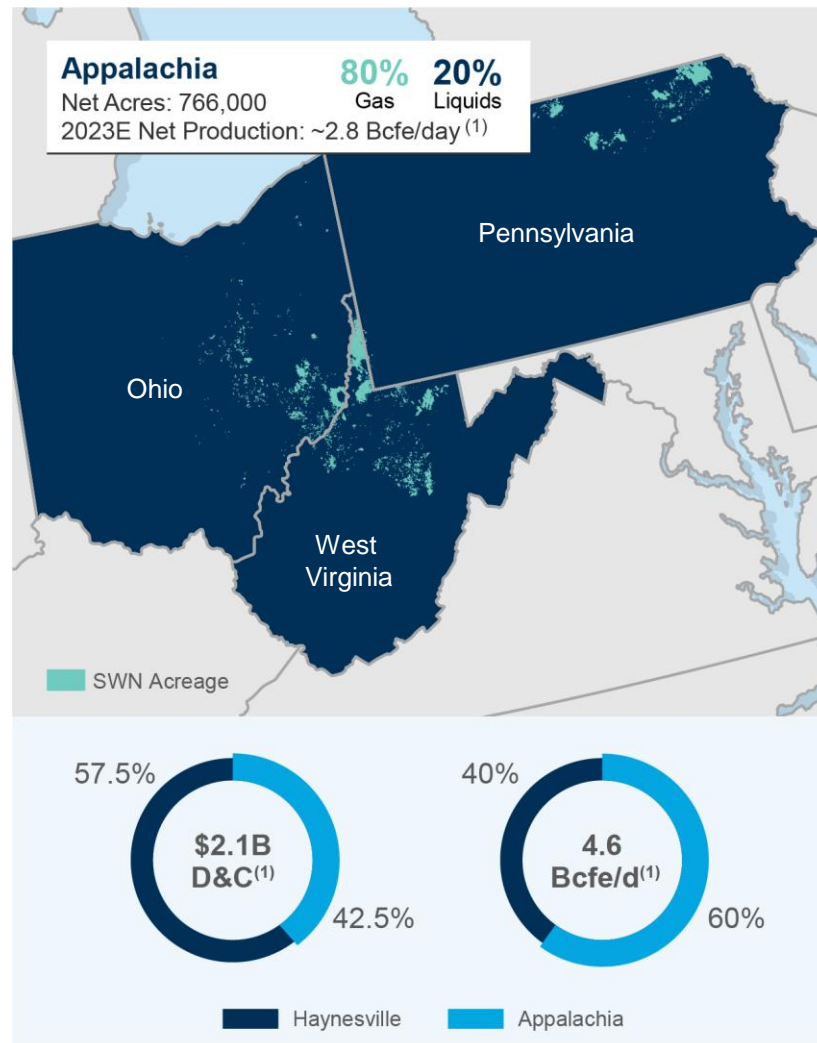 Appalachia
80% 20%
Gas Liquids
Net Acres: 766,000
2023E Net Production: ~2.8 Bcfe/day (1)
Pennsylvania
Ohio
West
Virginia
SWN Acreage
57.5%
$2.1B
D&C(1)
42.5%
40%
4.6
Bcfe/d(1)
60%
Haynesville
Appalachia